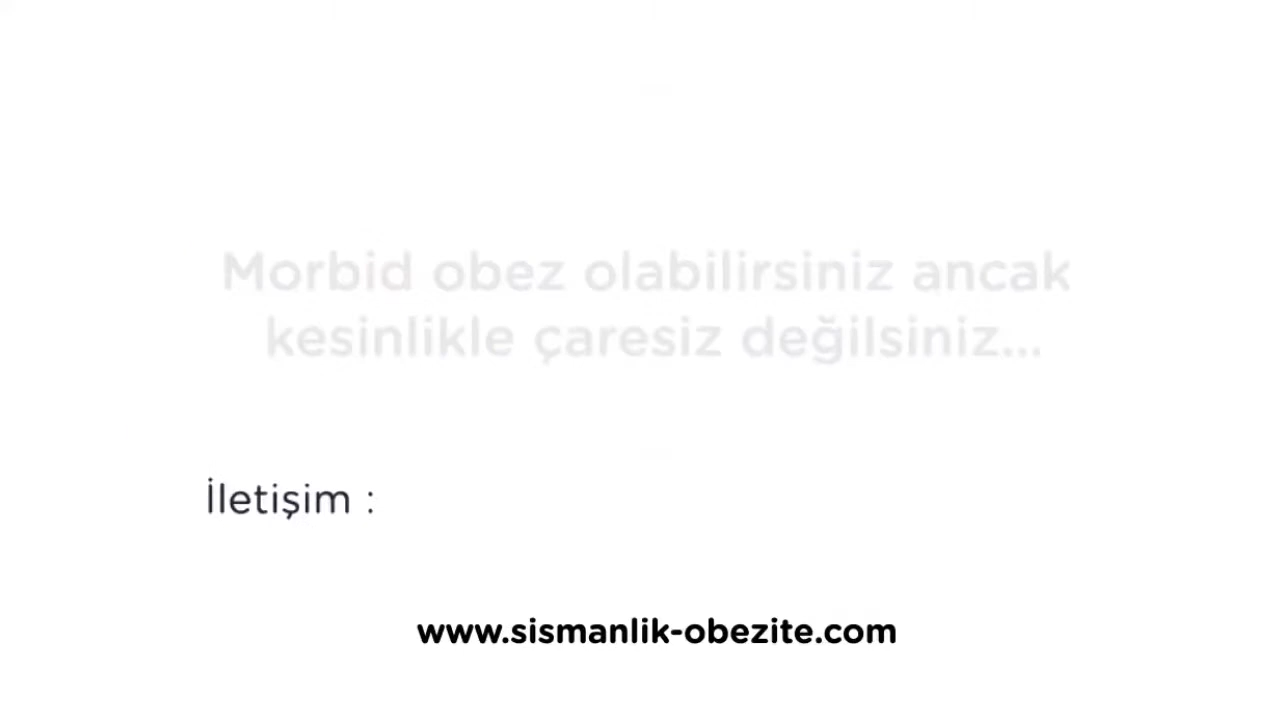 Morbid obez olabilirsiniz ancak
kesinlikle çaresiz değilsiniz...
İletişim :
www.sismanlik-obezite.com